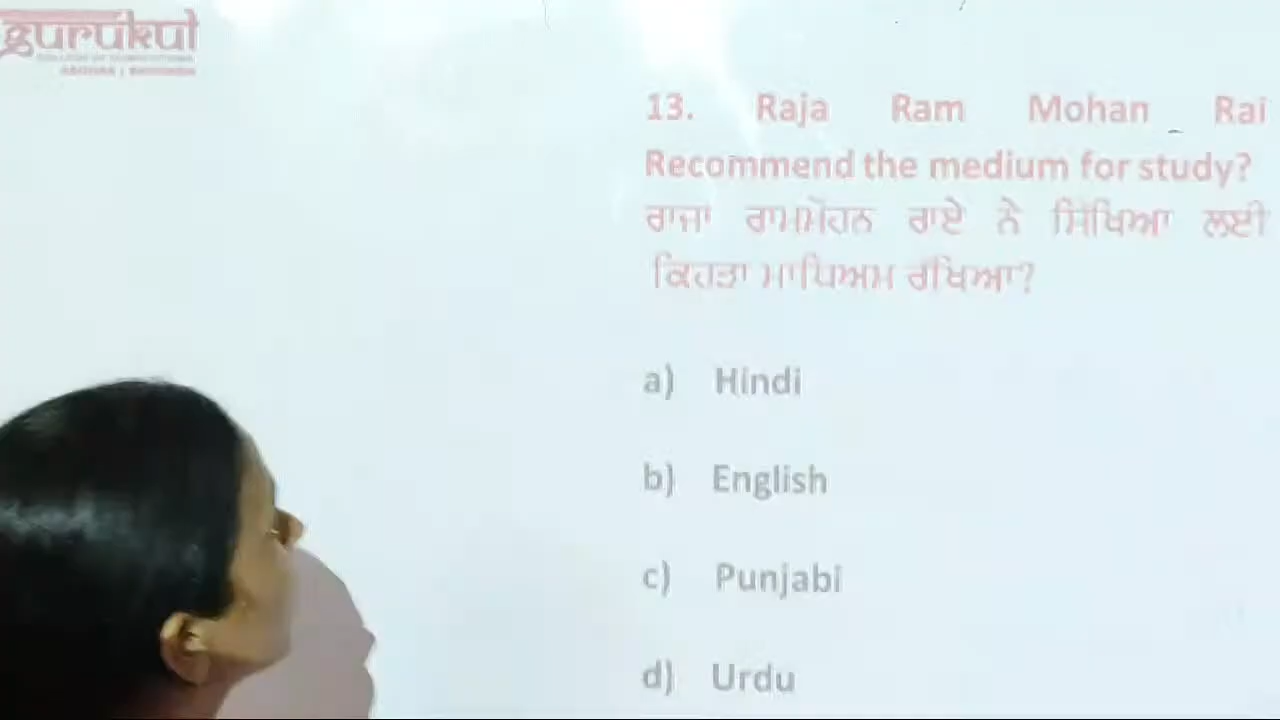 gurukul
13. Raja Ram Mohan Rai
Recommend the medium for study?
ਰਾਜਾ ਰਾਮਮੋਹਨ ਰਾਏ ਨੇ ਸਿੱਖਿਆ ਲਈ
ਕਿਹੜਾ ਮਾਧਿਅਮ ਰੱਖਿਆ?
a) Hindi
b) English
c) Punjabi
d) Urdu